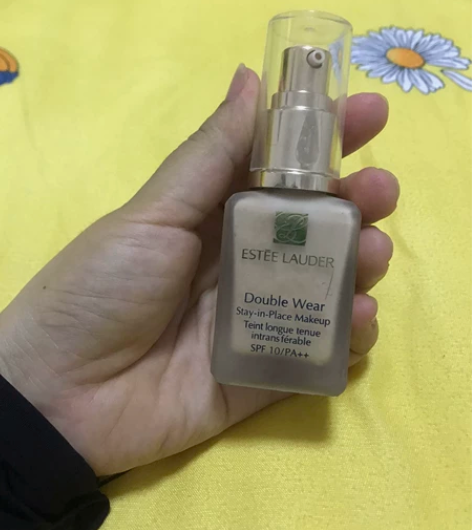 ESTĒE LAUDER
Double Wear
Stay-in-Place Makeup
Teint longue tenue
intransférable
SPF 10/PA++